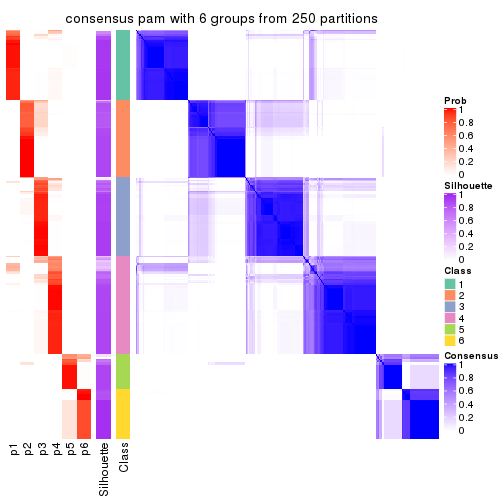 consensus pam with 6 groups from 250 partitions
Prob
1
0.8
0.6
0.4
0.2
0
Silhouette
1
0.8
0.6
0.4
0.2
0
Class
1
2
3
4
5
6
Consensus
1
0.8
0.6
0.4
0.2
0
p1
p2
p3
p4
p5
p6
Silhouette
Class